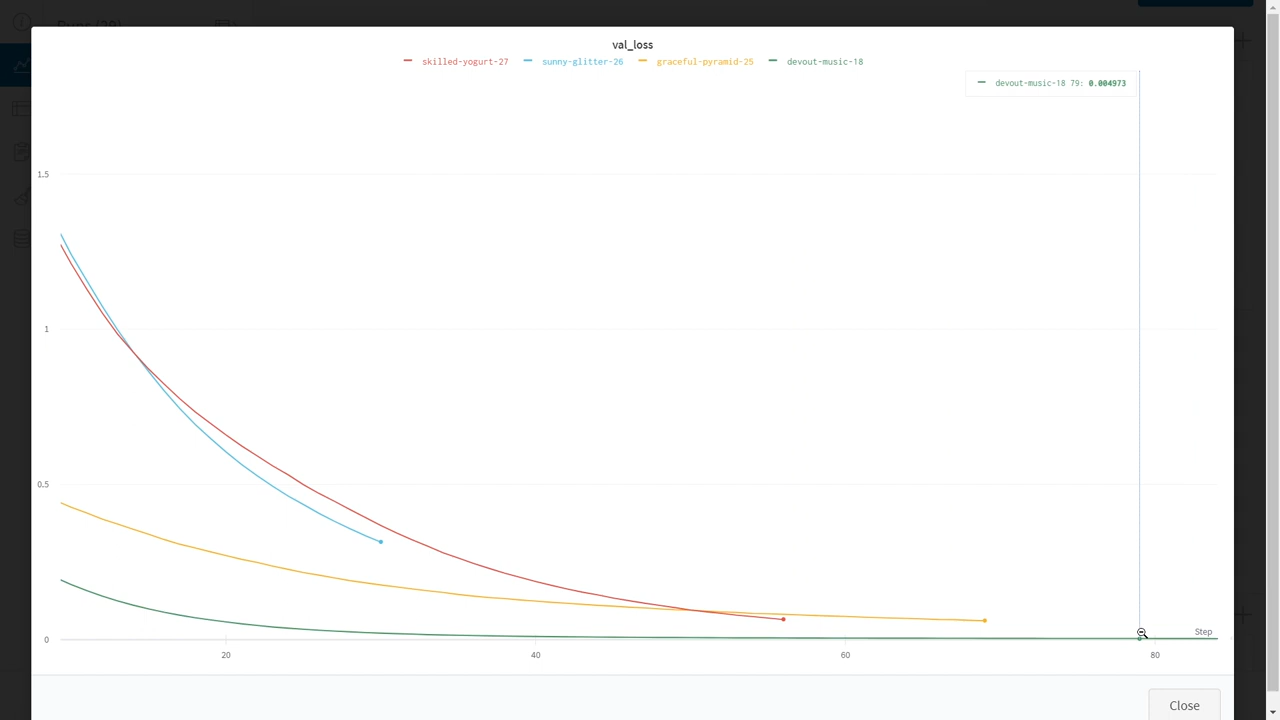 val_loss
skilled-yogurt-27 sunny-glitter-26 graceful-pyramid-25 devout-music-18
devout-music-18 79: 0.004973
1.5
1
0.5
0
Step
20 40 60 80
Close